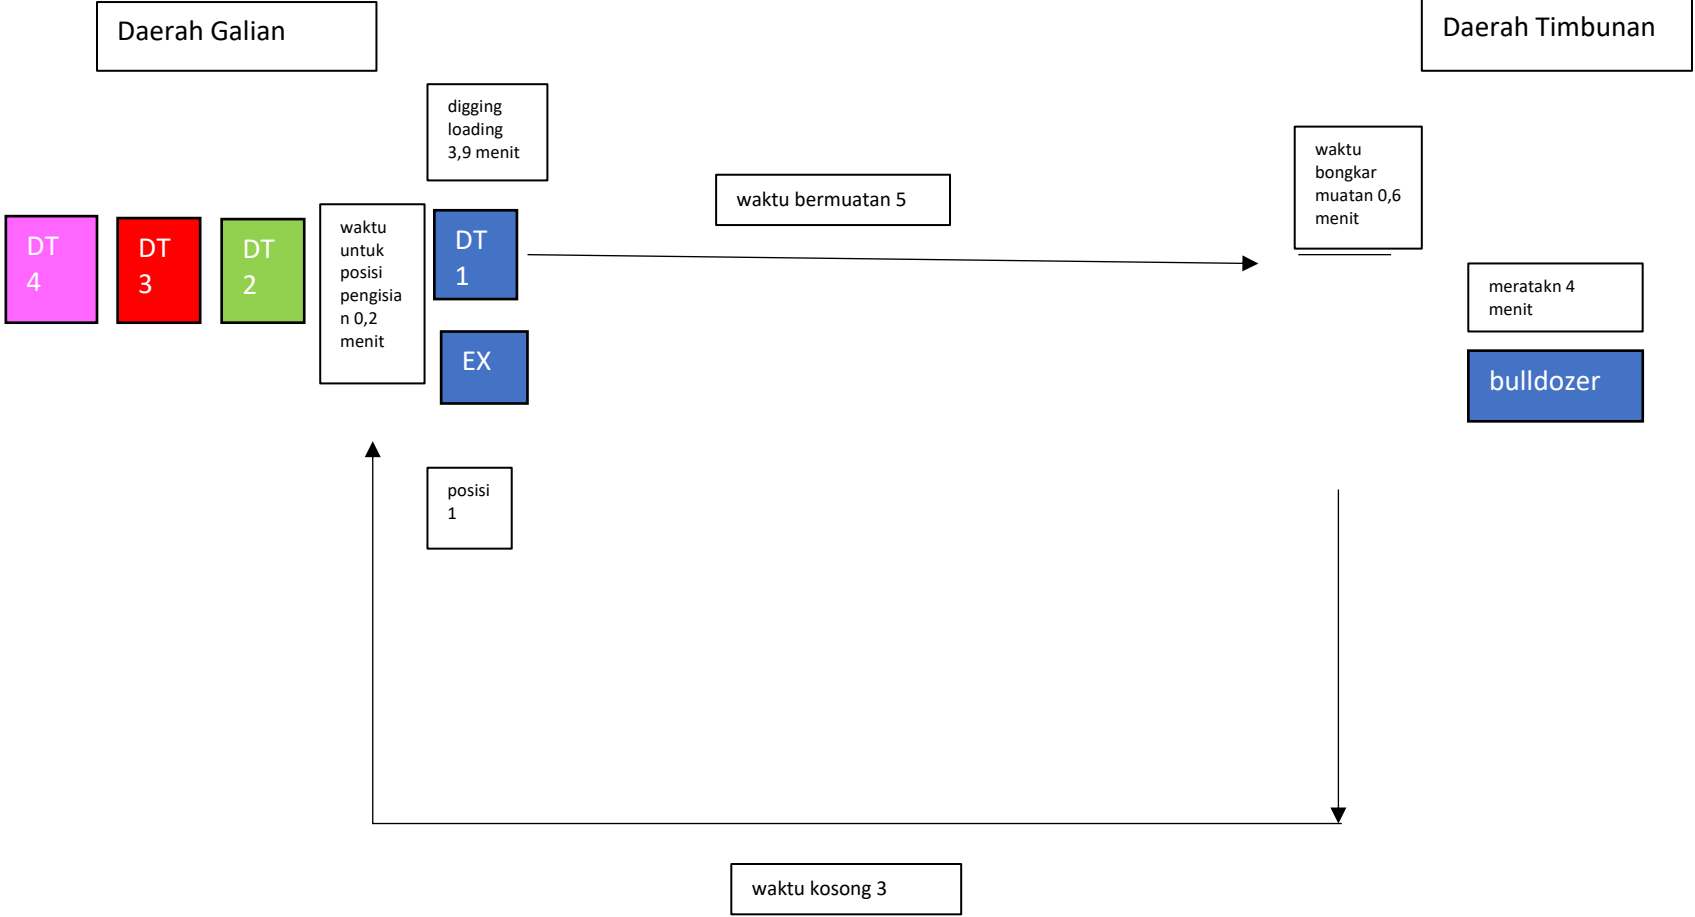 Daerah Galian
Daerah Timbunan
digging
loading
3,9 menit
waktu
bongkar
muatan 0,6
menit
waktu bermuatan 5
DT
4
DT
3
DT
2
waktu
untuk
posisi
pengisia
n 0,2
menit
DT
1
EX
meratakn 4
menit
bulldozer
posisi
1
waktu kosong 3